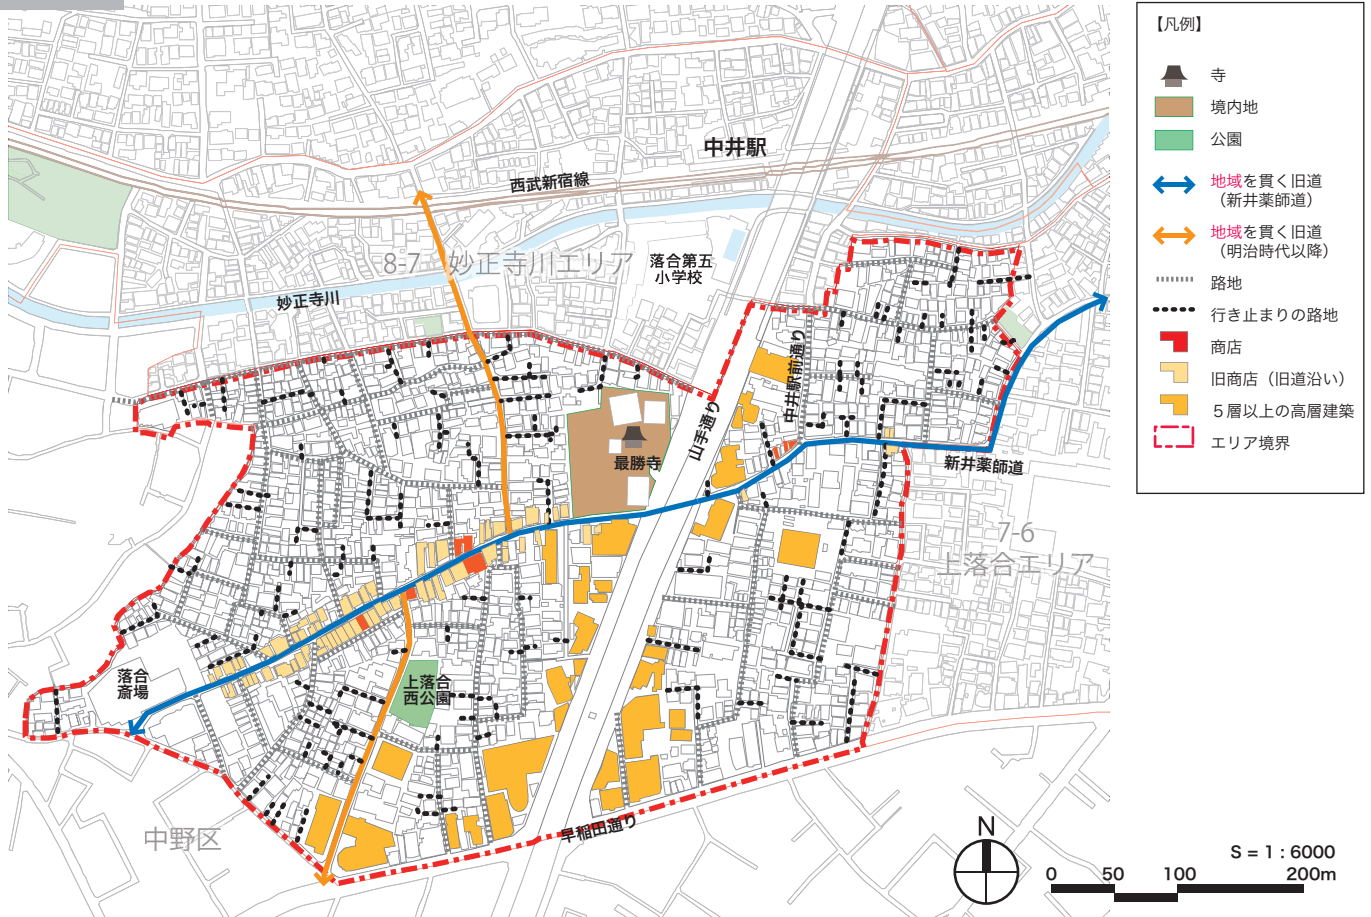 中井駅
西武新宿線
8-7 妙正寺川エリア
落合第五
小学校
妙正寺川
中井駅前通り
山手通り
最勝寺
新井薬師道
7-6
上落合エリア
落合
斎場
上落合
西公園
中野区
早稲田通り
【凡例】
寺
境内地
公園
地域を貫く旧道
（新井薬師道）
地域を貫く旧道
（明治時代以降）
路地
行き止まりの路地
商店
旧商店（旧道沿い）
５層以上の高層建築
エリア境界
N
S = 1 : 6000
0 50 100 200m